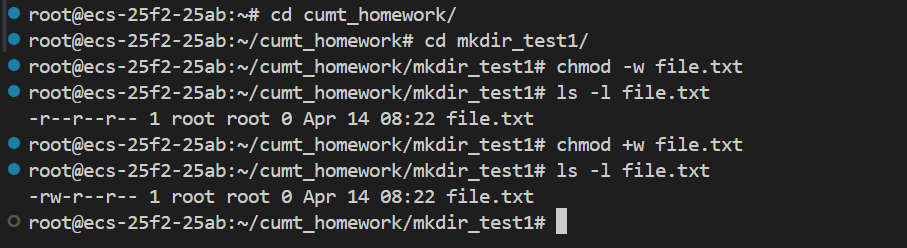 root@ecs-25f2-25ab:~# cd cumt_homework/
root@ecs-25f2-25ab:~/cumt_homework# cd mkdir_test1/
root@ecs-25f2-25ab:~/cumt_homework/mkdir_test1# chmod -w file.txt
root@ecs-25f2-25ab:~/cumt_homework/mkdir_test1# ls -l file.txt
-r--r--r-- 1 root root 0 Apr 14 08:22 file.txt
root@ecs-25f2-25ab:~/cumt_homework/mkdir_test1# chmod +w file.txt
root@ecs-25f2-25ab:~/cumt_homework/mkdir_test1# ls -l file.txt
-rw-r--r-- 1 root root 0 Apr 14 08:22 file.txt
root@ecs-25f2-25ab:~/cumt_homework/mkdir_test1#